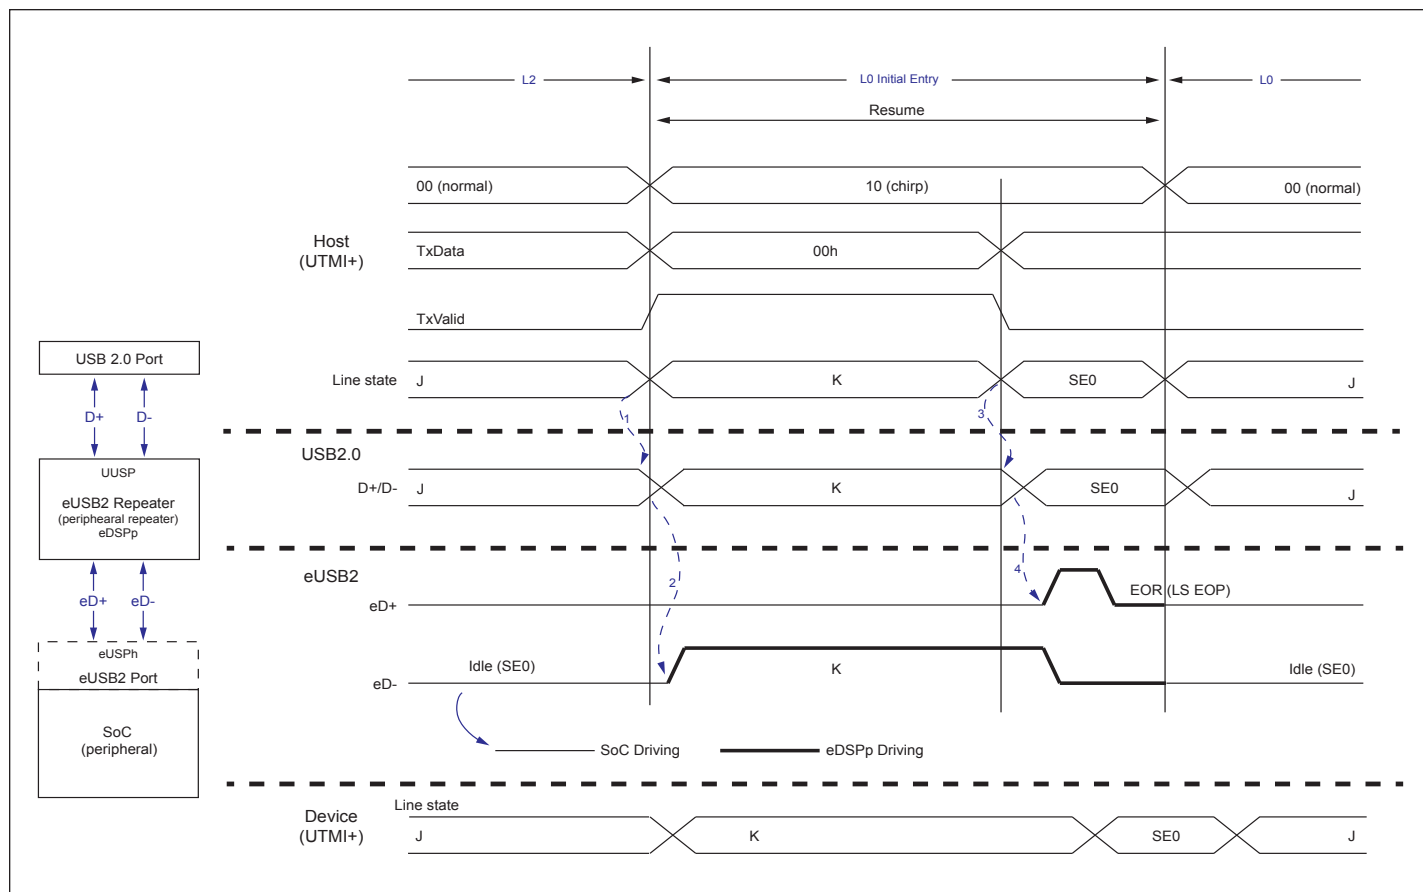 L2
L0 Initial Entry
L0
Resume
00 (normal)
10 (chirp)
00 (normal)
Host
(UTMI+)
TxData
00h
TxValid
Line state
J
K
SE0
J
1
3
USB2.0
D+/D-
J
K
SE0
J
2
4
eUSB2
eD+
EOR (LS EOP)
eD-
Idle (SE0)
K
Idle (SE0)
SoC Driving
eDSPp Driving
Device
(UTMI+)
Line state
J
K
SE0
J
USB 2.0 Port
D+
D-
UUSP
eUSB2 Repeater
(periphearal repeater)
eDSPp
eD+
eD-
eUSPh
eUSB2 Port
SoC
(peripheral)